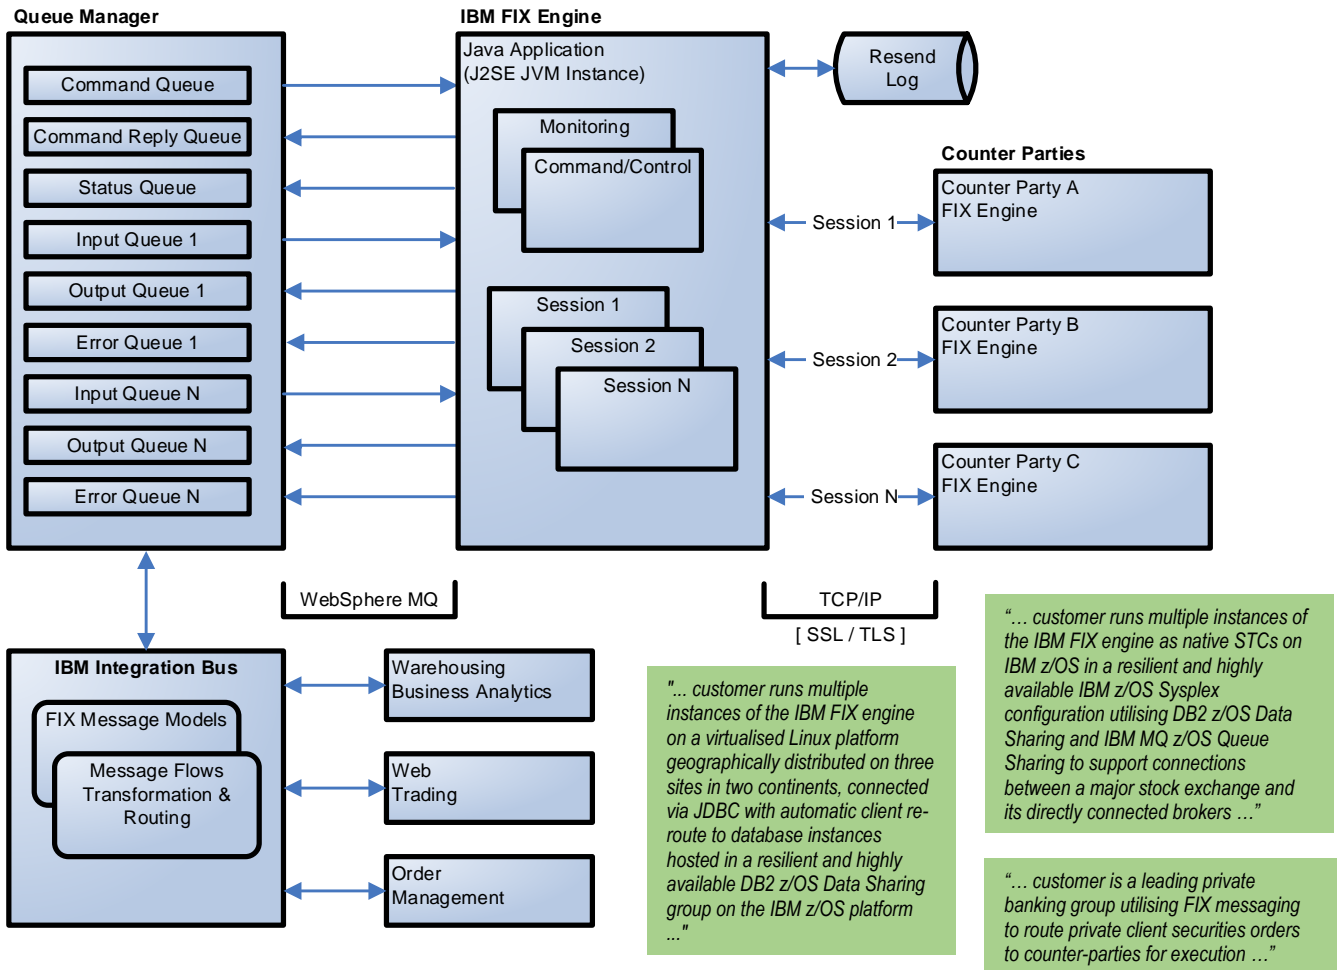 Queue Manager
Command Queue
Command Reply Queue
Status Queue
Input Queue 1
Output Queue 1
Error Queue 1
Input Queue N
Output Queue N
Error Queue N
IBM FIX Engine
Java Application
(J2SE JVM Instance)
Monitoring
Command/Control
Session 1
Session 2
Session N
Resend
Log
Counter Parties
Session 1
Counter Party A
FIX Engine
Session 2
Counter Party B
FIX Engine
Session N
Counter Party C
FIX Engine
WebSphere MQ
TCP/IP
[ SSL / TLS ]
IBM Integration Bus
FIX Message Models
Message Flows
Transformation &
Routing
Warehousing
Business Analytics
Web
Trading
Order
Management
"... customer runs multiple
instances of the IBM FIX engine
on a virtualised Linux platform
geographically distributed on three
sites in two continents, connected
via JDBC with automatic client re-
route to database instances
hosted in a resilient and highly
available DB2 z/OS Data Sharing
group on the IBM z/OS platform
..."
“… customer runs multiple instances of
the IBM FIX engine as native STCs on
IBM z/OS in a resilient and highly
available IBM z/OS Sysplex
configuration utilising DB2 z/OS Data
Sharing and IBM MQ z/OS Queue
Sharing to support connections
between a major stock exchange and
its directly connected brokers …”
“… customer is a leading private
banking group utilising FIX messaging
to route private client securities orders
to counter-parties for execution …”